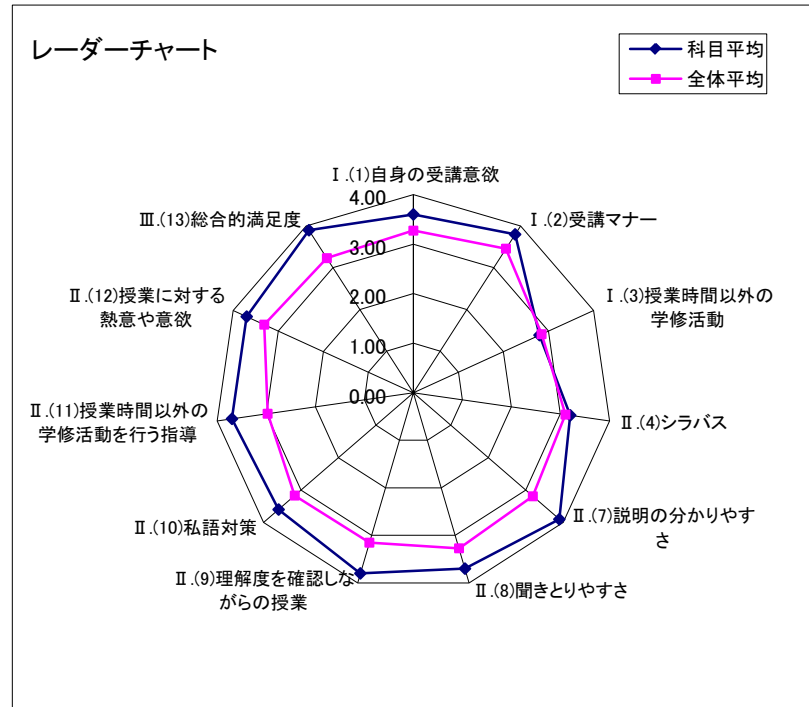 レーダーチャート
科目平均
全体平均
Ⅰ.(1)自身の受講意欲
Ⅰ.(2)受講マナー
Ⅰ.(3)授業時間以外の
学修活動
Ⅱ.(4)シラバス
Ⅱ.(7)説明の分かりやす
さ
Ⅱ.(8)聞きとりやすさ
Ⅱ.(9)理解度を確認しな
がらの授業
Ⅱ.(10)私語対策
Ⅱ.(11)授業時間以外の
学修活動を行う指導
Ⅱ.(12)授業に対する
熱意や意欲
Ⅲ.(13)総合的満足度
4.00
3.00
2.00
1.00
0.00